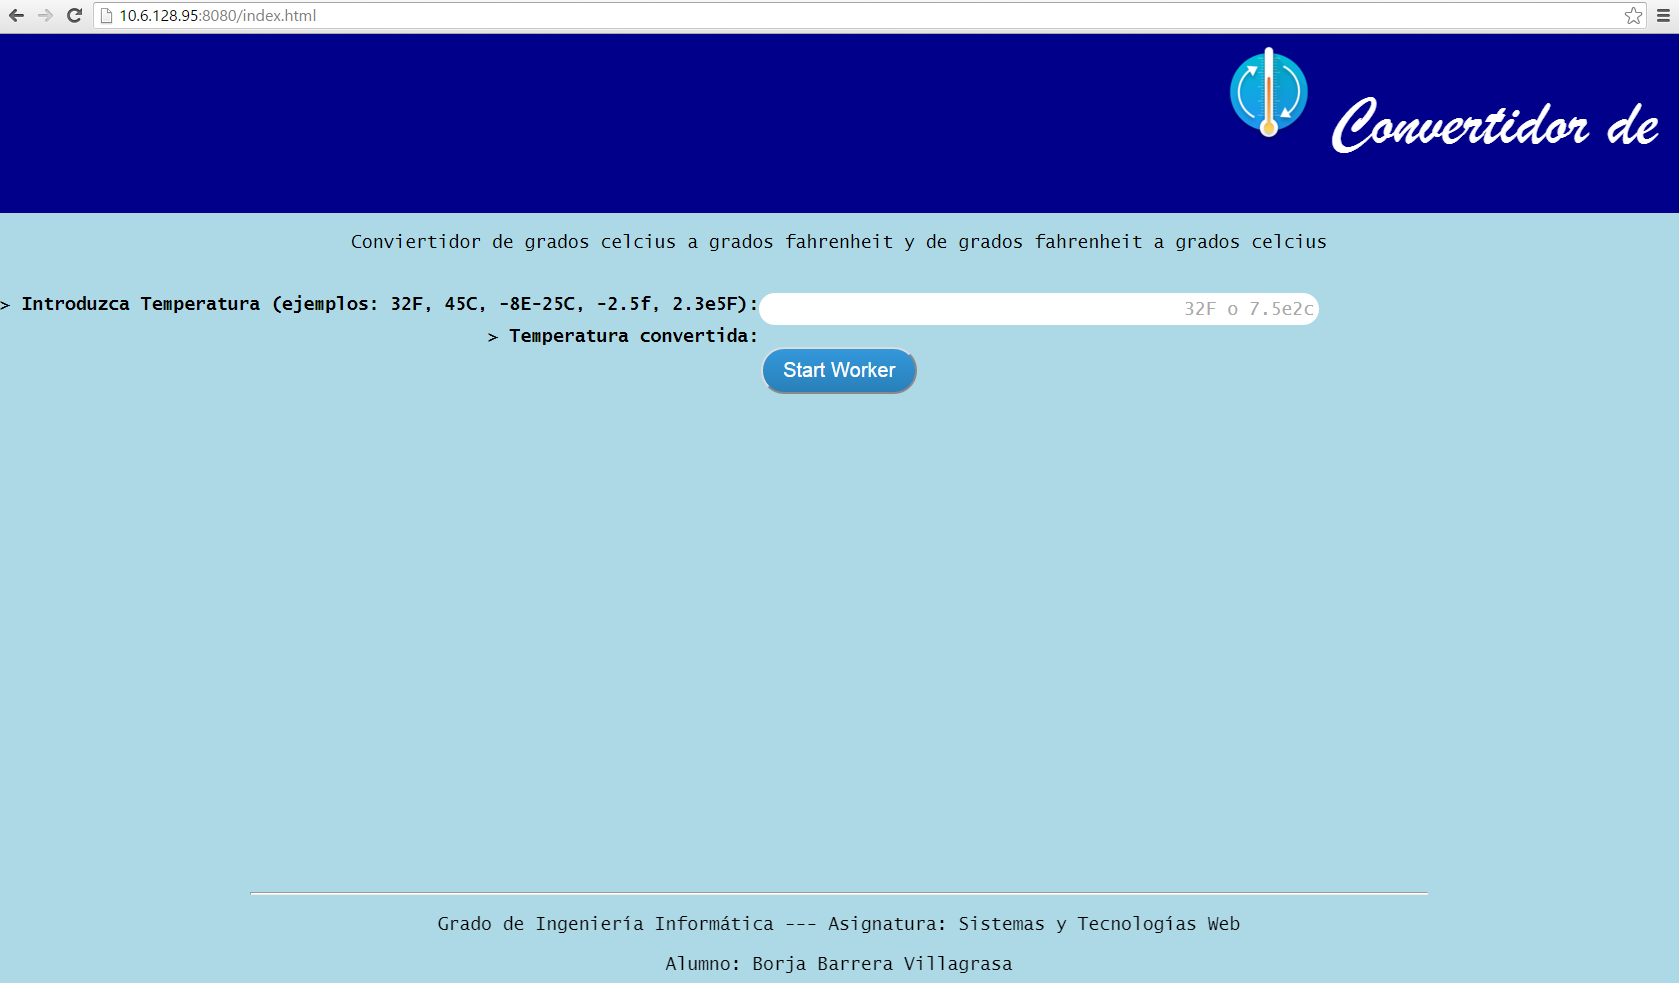 10.6.128.95:8080/index.html
Convertidor de
Conviertidor de grados celcius a grados fahrenheit y de grados fahrenheit a grados celcius
> Introduzca Temperatura (ejemplos: 32F, 45C, -8E-25C, -2.5f, 2.3e5F): 32F o 7.5e2c
> Temperatura convertida:
Start Worker
Grado de Ingeniería Informática --- Asignatura: Sistemas y Tecnologías Web
Alumno: Borja Barrera Villagrasa